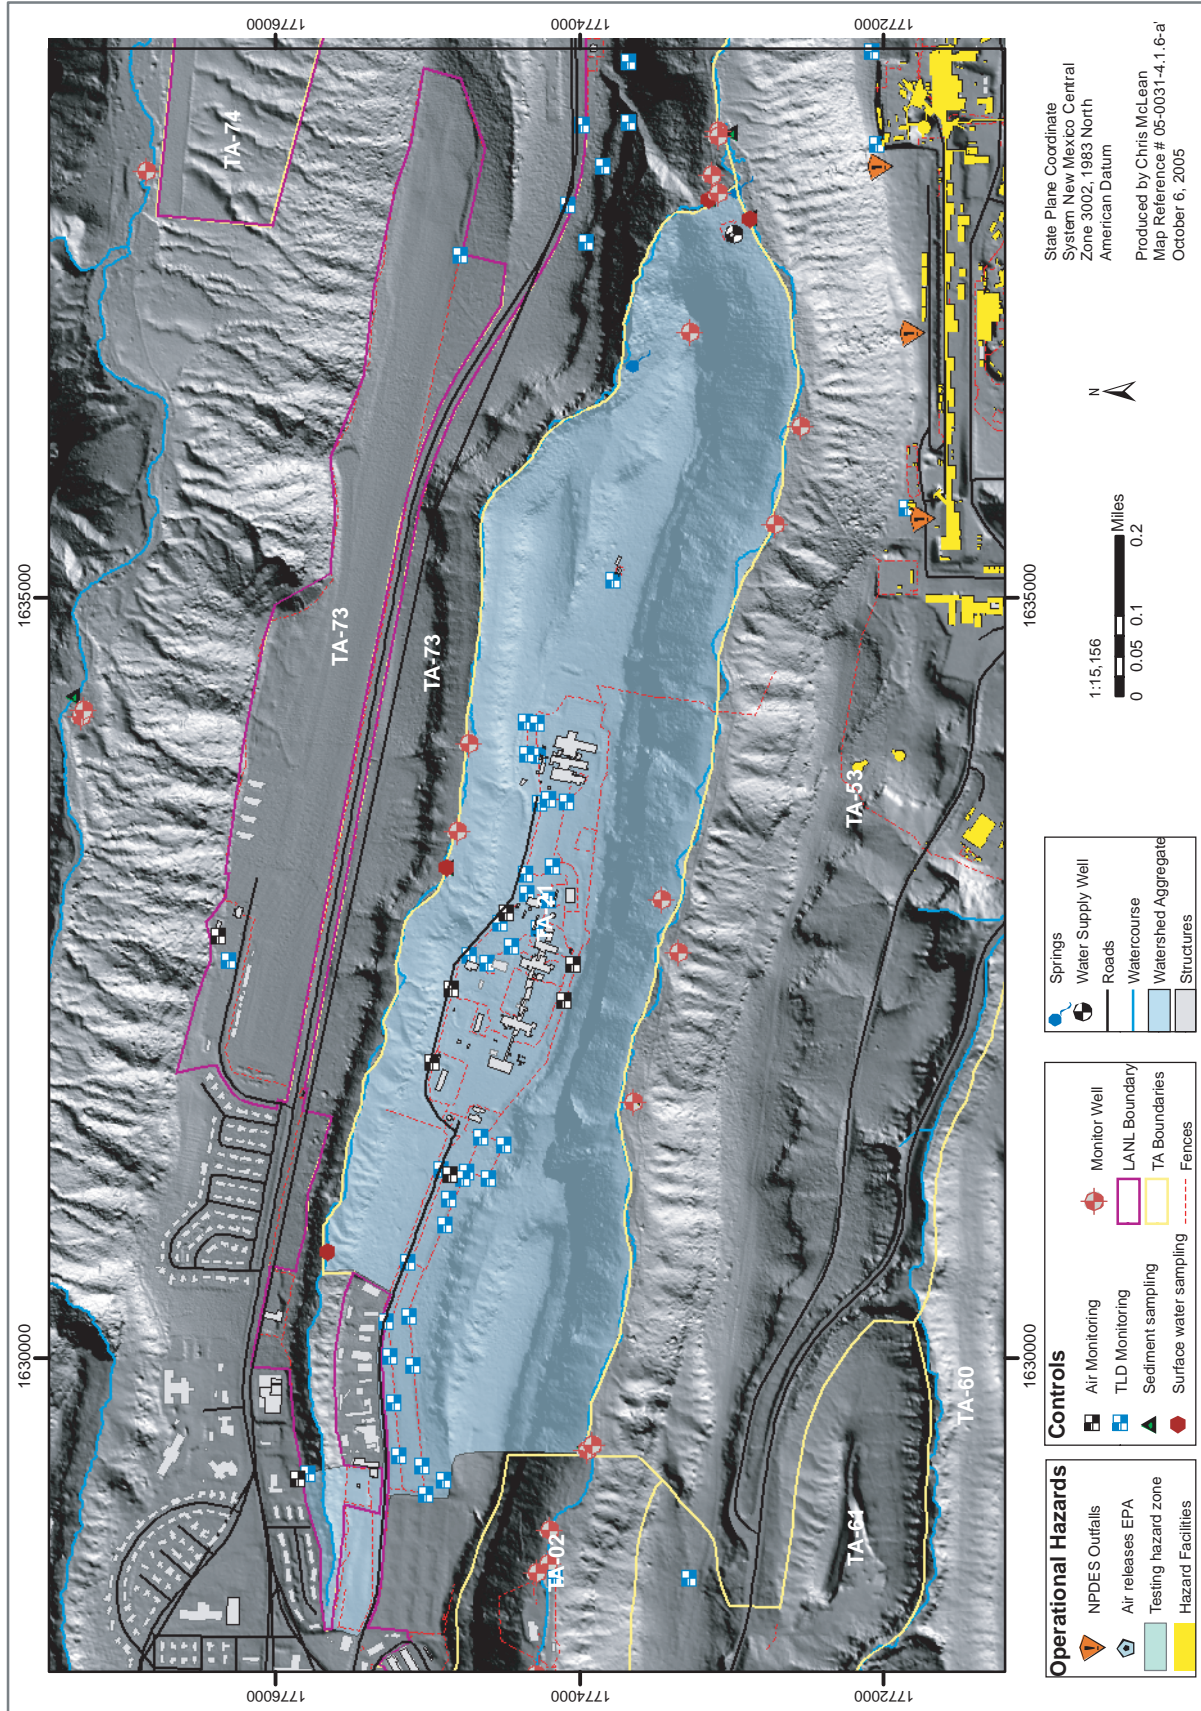 1776000
1774000
1772000
1635000
1630000
1776000
1774000
1772000
1635000
1630000
TA-74
TA-73
TA-73
TA-21
TA-53
TA-02
TA-61
TA-60
State Plane Coordinate
System New Mexico Central
Zone 3002, 1983 North
American Datum
Produced by Chris McLean
Map Reference # 05-0031-4.1.6-a'
October 6, 2005
N
1:15,156
Miles
0 0.05 0.1 0.2
Operational Hazards
NPDES Outfalls
Air releases EPA
Testing hazard zone
Hazard Facilities
Controls
Air Monitoring
TLD Monitoring
Sediment sampling
Surface water sampling
Monitor Well
LANL Boundary
TA Boundaries
Fences
Springs
Water Supply Well
Roads
Watercourse
Watershed Aggregate
Structures